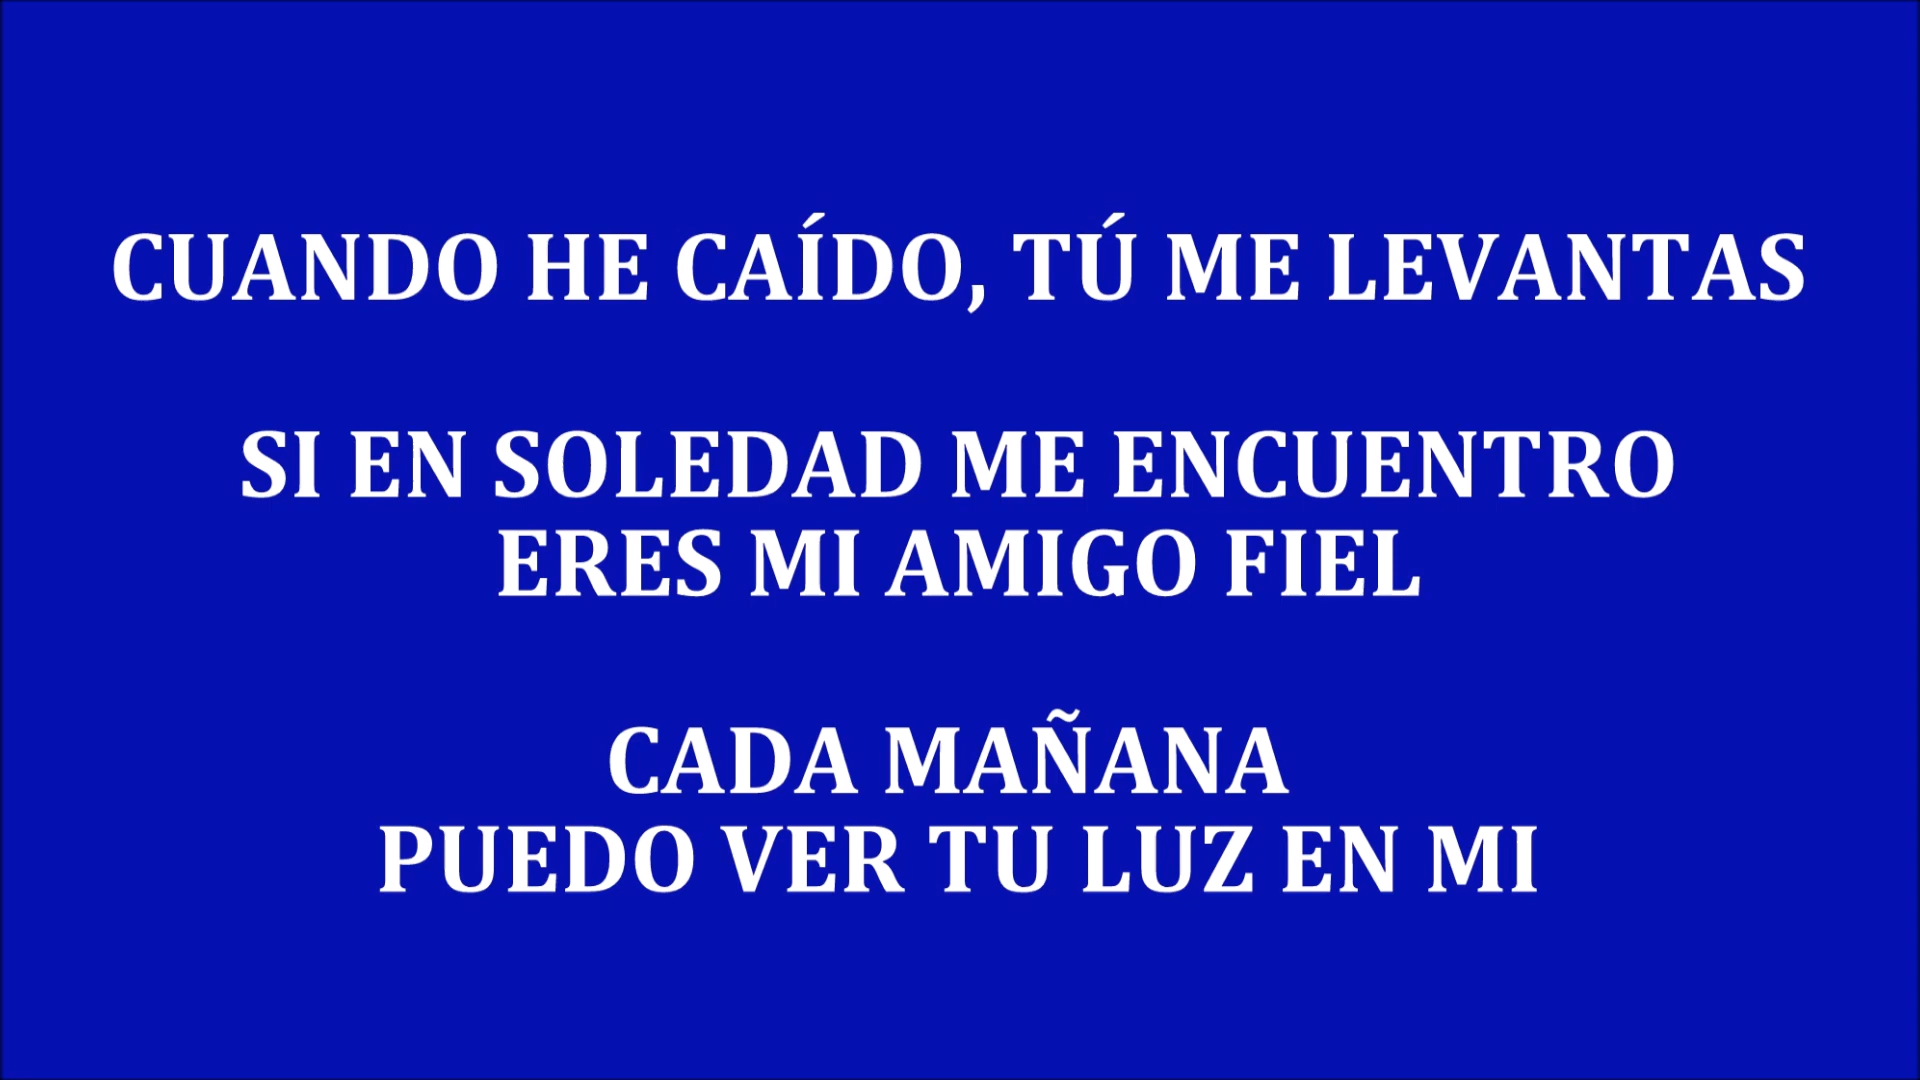 CUANDO HE CAÍDO, TÚ ME LEVANTAS
SI EN SOLEDAD ME ENCUENTRO
ERES MI AMIGO FIEL
CADA MAÑANA
PUEDO VER TU LUZ EN MI